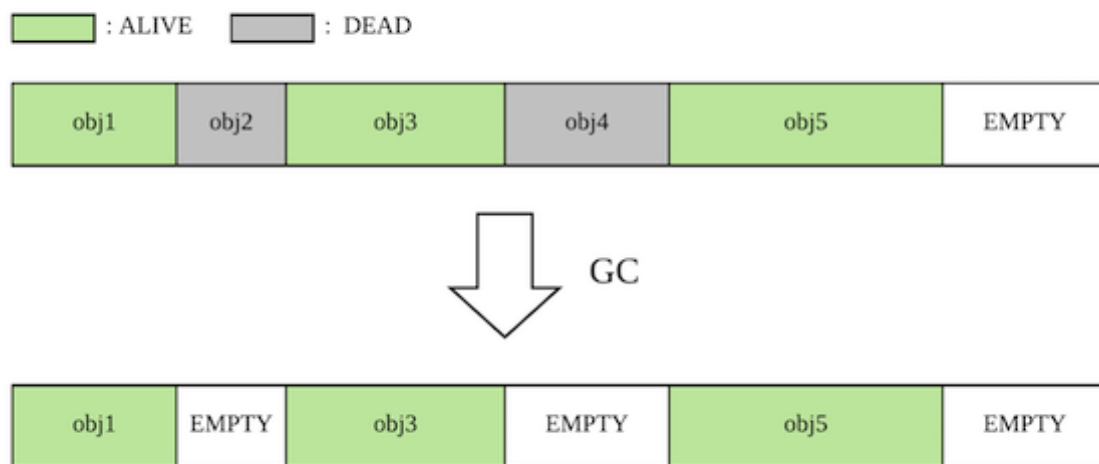 : ALIVE : DEAD
obj1 obj2 obj3 obj4 obj5 EMPTY
GC
obj1 EMPTY obj3 EMPTY obj5 EMPTY